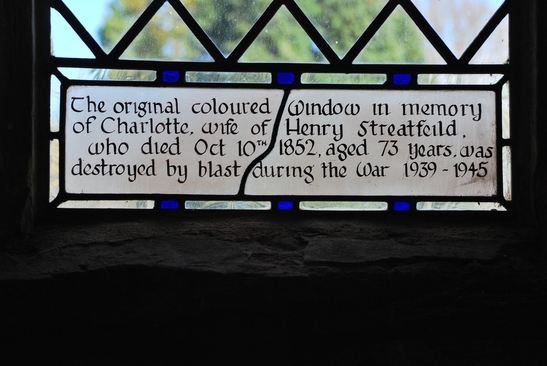 The original coloured window in memory
of Charlotte, wife of Henry Streatfeild,
who died Oct 10TH 1852, aged 73 years, was
destroyed by blast during the War 1939-1945